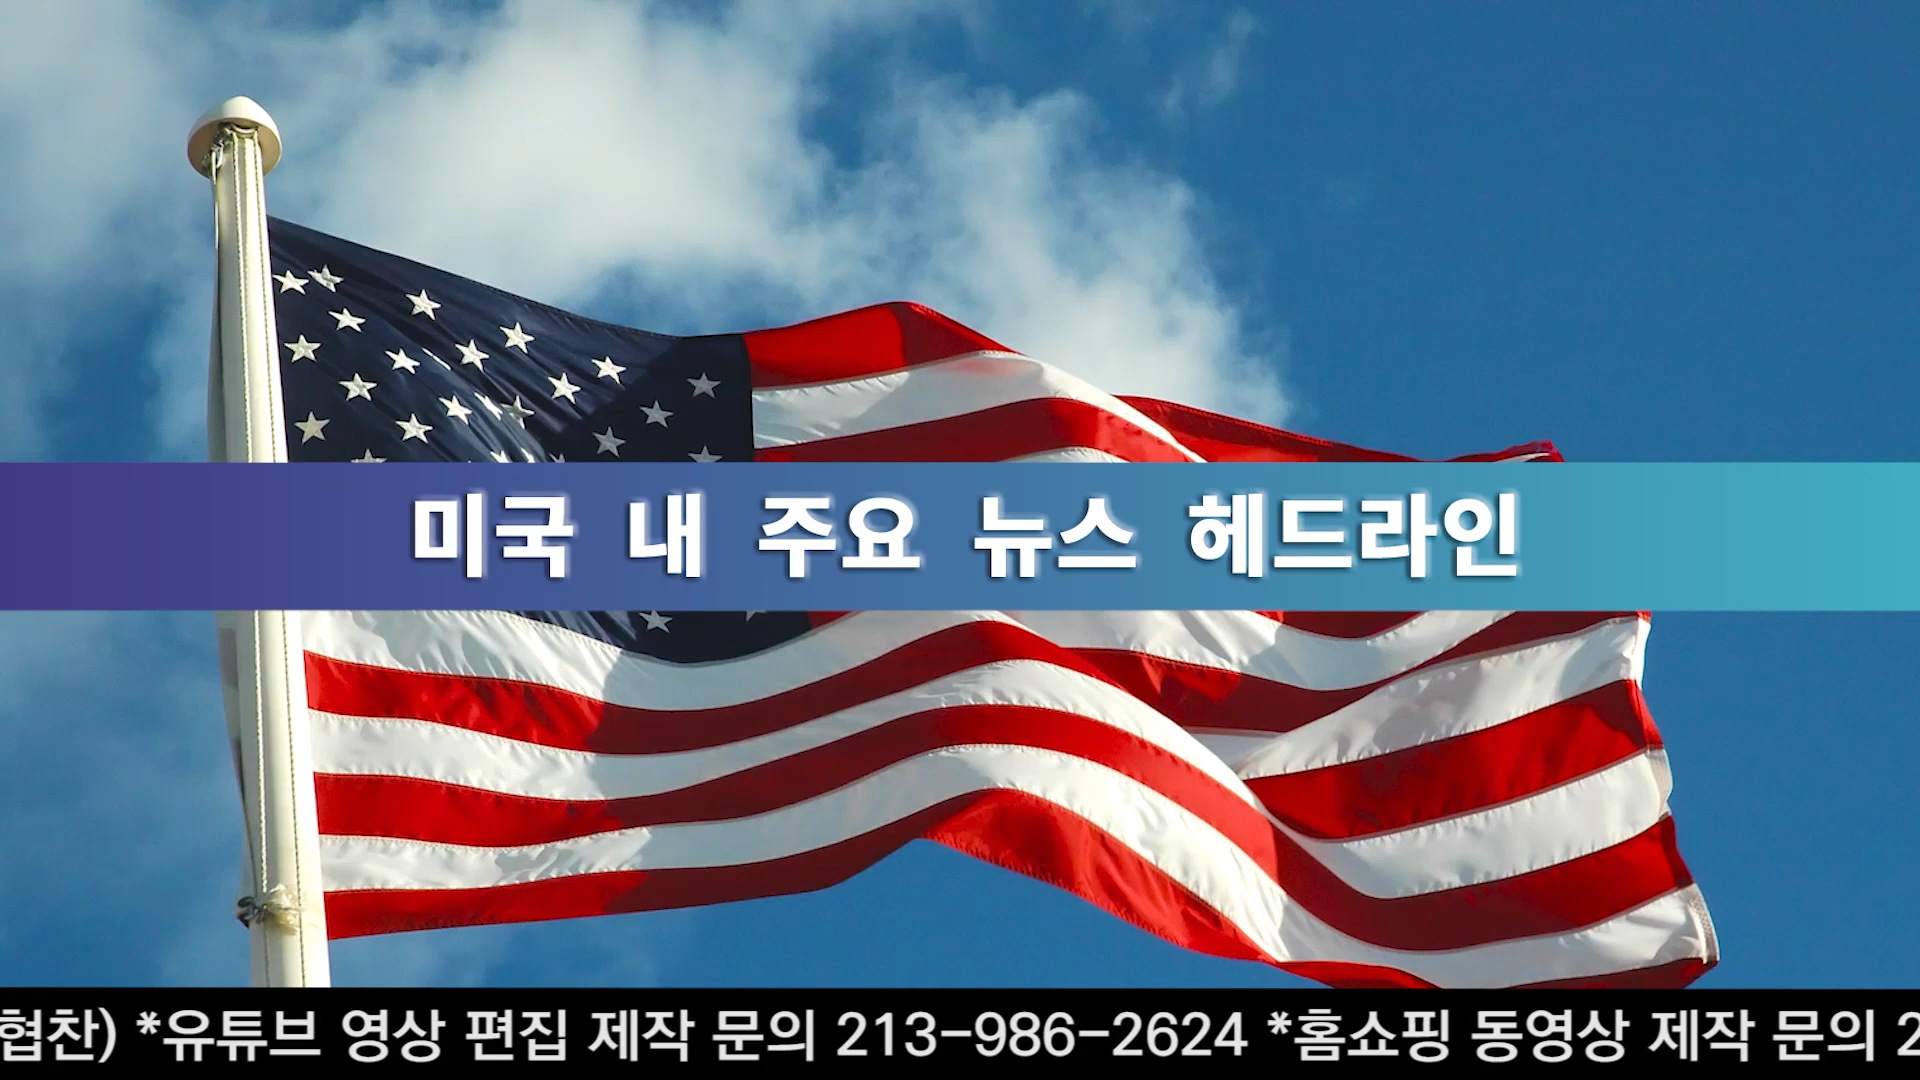 미국 내 주요 뉴스 헤드라인
협찬) *유튜브 영상 편집 제작 문의 213-986-2624 *홈쇼핑 동영상 제작 문의 2